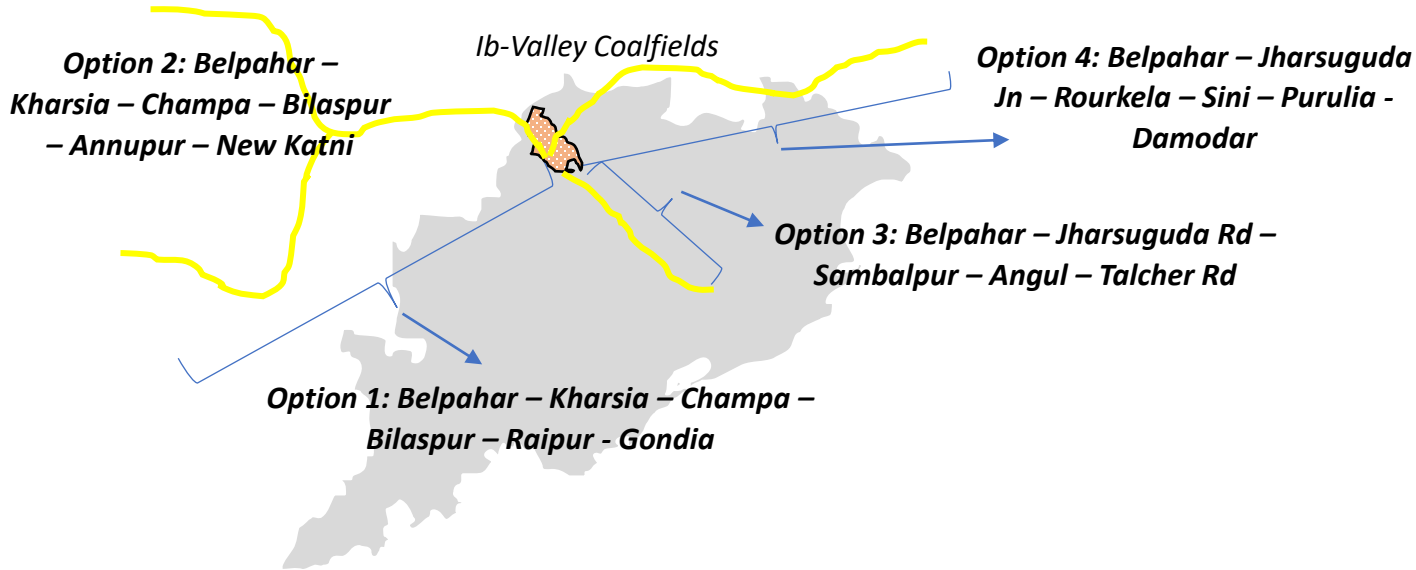 Ib-Valley Coalfields
Option 2: Belpahar –
Kharsia – Champa – Bilaspur
– Annupur – New Katni
Option 4: Belpahar – Jharsuguda
Jn – Rourkela – Sini – Purulia -
Damodar
Option 3: Belpahar – Jharsuguda Rd –
Sambalpur – Angul – Talcher Rd
Option 1: Belpahar – Kharsia – Champa –
Bilaspur – Raipur - Gondia